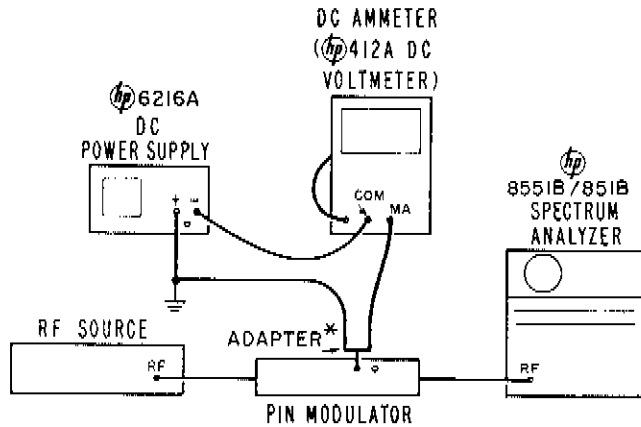 DC AMMETER
(hp 412A DC
VOLTMETER)
hp 6216A
DC
POWER SUPPLY
+ -
COM
MA
hp
8551B/851B
SPECTRUM
ANALYZER
RF SOURCE
RF
ADAPTER*
RF
PIN MODULATOR